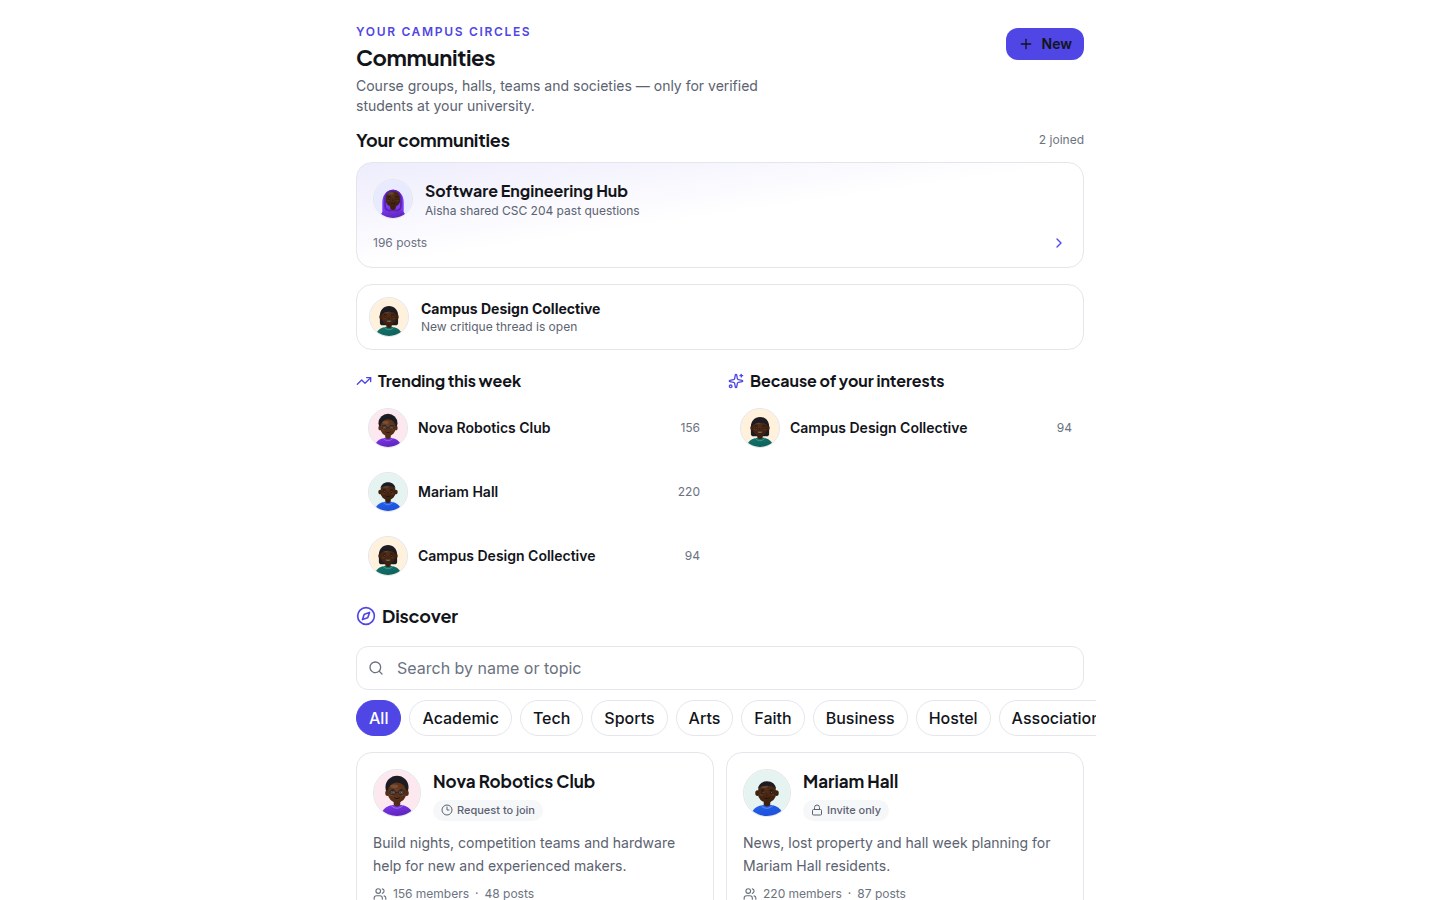 YOUR CAMPUS CIRCLES
Communities
New
Course groups, halls, teams and societies — only for verified
students at your university.
Your communities
2 joined
Software Engineering Hub
Aisha shared CSC 204 past questions
196 posts
Campus Design Collective
New critique thread is open
Trending this week
Nova Robotics Club 156
Mariam Hall 220
Campus Design Collective 94
Because of your interests
Campus Design Collective 94
Discover
Search by name or topic
All Academic Tech Sports Arts Faith Business Hostel Association
Nova Robotics Club
Request to join
Build nights, competition teams and hardware
help for new and experienced makers.
156 members · 48 posts
Mariam Hall
Invite only
News, lost property and hall week planning for
Mariam Hall residents.
220 members · 87 posts